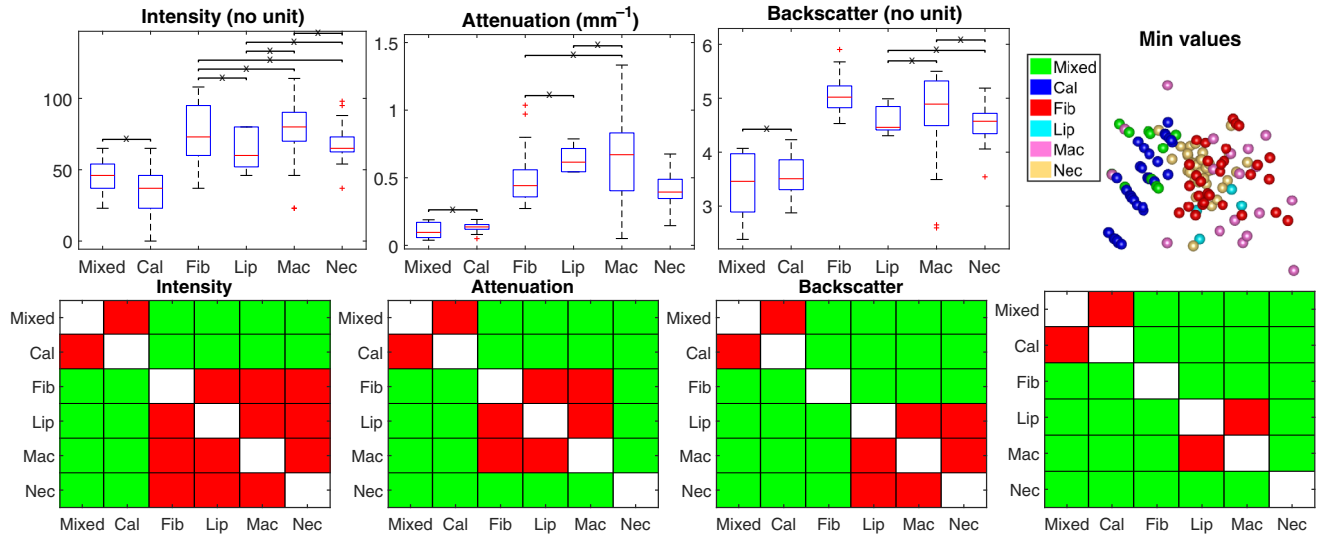 Intensity (no unit)
100
50
0
Mixed Cal Fib Lip Mac Nec
Attenuation (mm⁻¹)
1.5
1
0.5
0
Mixed Cal Fib Lip Mac Nec
Backscatter (no unit)
6
5
4
3
Mixed Cal Fib Lip Mac Nec
Min values
Mixed
Cal
Fib
Lip
Mac
Nec
Intensity
Mixed
Cal
Fib
Lip
Mac
Nec
Mixed Cal Fib Lip Mac Nec
Attenuation
Mixed
Cal
Fib
Lip
Mac
Nec
Mixed Cal Fib Lip Mac Nec
Backscatter
Mixed
Cal
Fib
Lip
Mac
Nec
Mixed Cal Fib Lip Mac Nec
Mixed
Cal
Fib
Lip
Mac
Nec
Mixed Cal Fib Lip Mac Nec